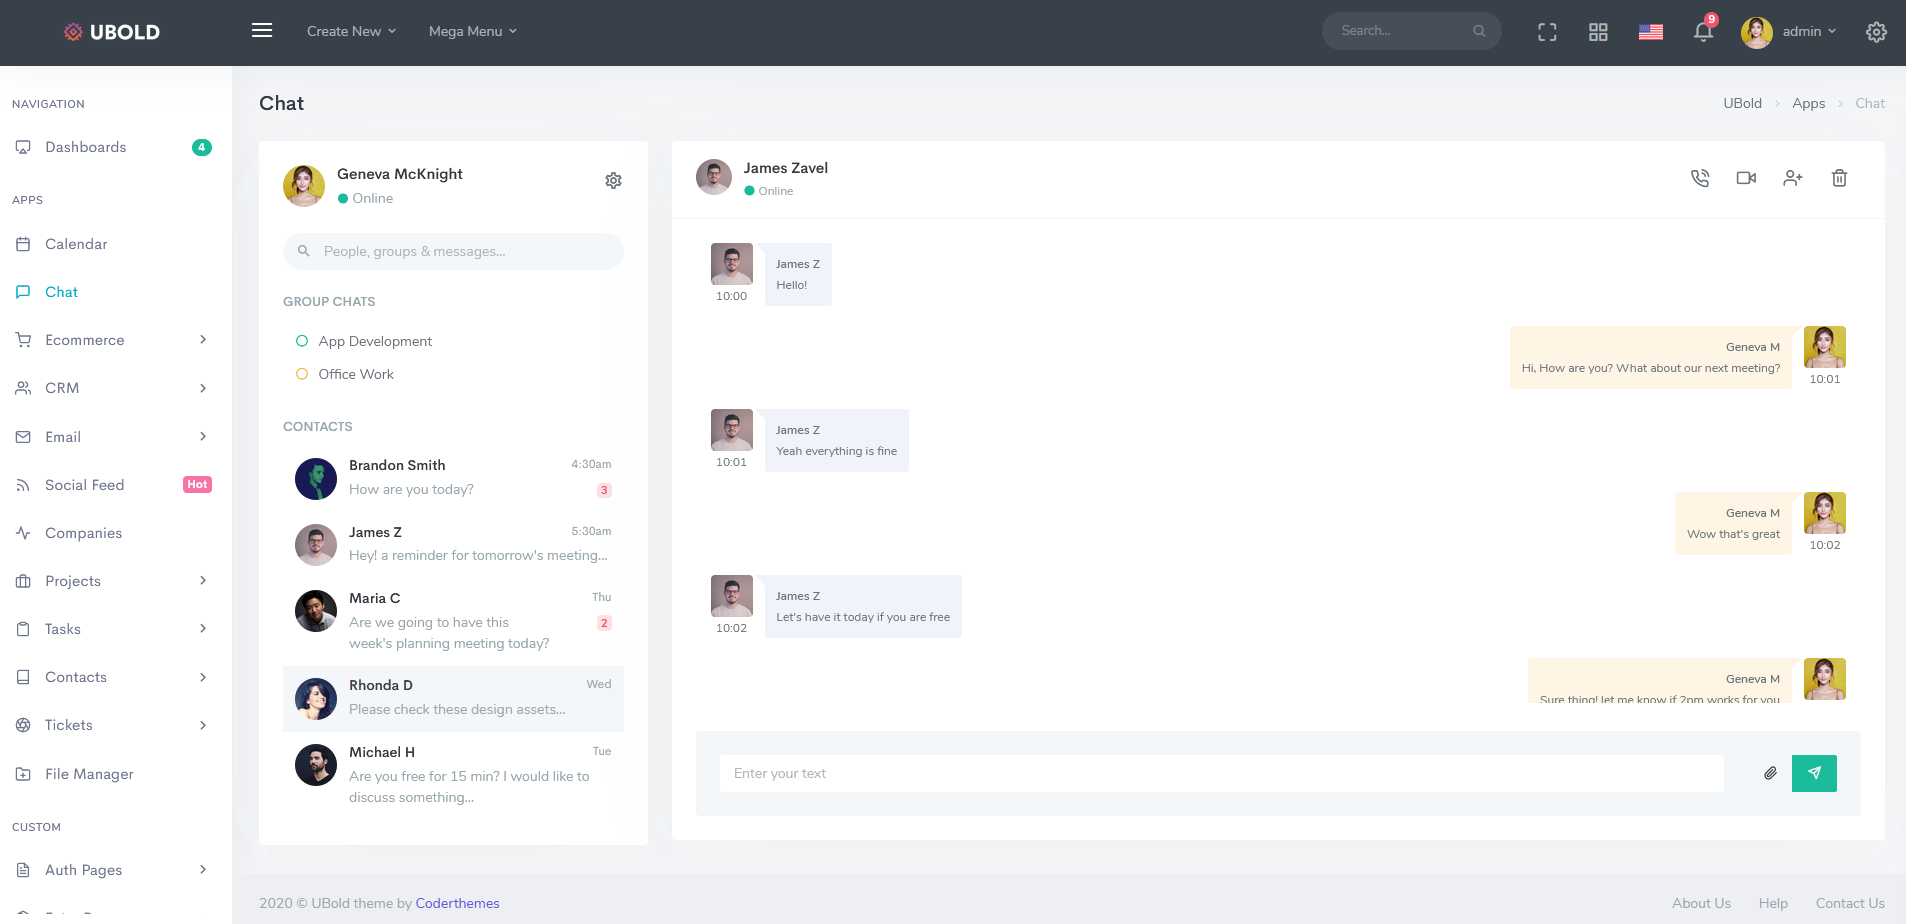 UBOLD
Create New
Mega Menu
Search...
9
admin
NAVIGATION
Dashboards
4
APPS
Calendar
Chat
Ecommerce
CRM
Email
Social Feed
Hot
Companies
Projects
Tasks
Contacts
Tickets
File Manager
CUSTOM
Auth Pages
Chat
UBold
Apps
Chat
Geneva McKnight
Online
People, groups & messages...
GROUP CHATS
App Development
Office Work
CONTACTS
Brandon Smith
4:30am
How are you today?
3
James Z
5:30am
Hey! a reminder for tomorrow's meeting...
Maria C
Thu
Are we going to have this
2
week's planning meeting today?
Rhonda D
Wed
Please check these design assets...
Michael H
Tue
Are you free for 15 min? I would like to
discuss something...
James Zavel
Online
James Z
Hello!
10:00
Geneva M
Hi, How are you? What about our next meeting?
10:01
James Z
Yeah everything is fine
10:01
Geneva M
Wow that's great
10:02
James Z
Let's have it today if you are free
10:02
Geneva M
Sure thing! let me know if 2pm works for you
Enter your text
2020 © UBold theme by Coderthemes
About Us
Help
Contact Us